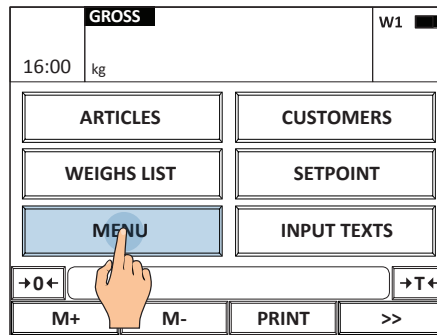 GROSS
W1
16:00 kg
ARTICLES CUSTOMERS
WEIGHS LIST SETPOINT
MENU INPUT TEXTS
→0← →T←
M+ M- PRINT >>